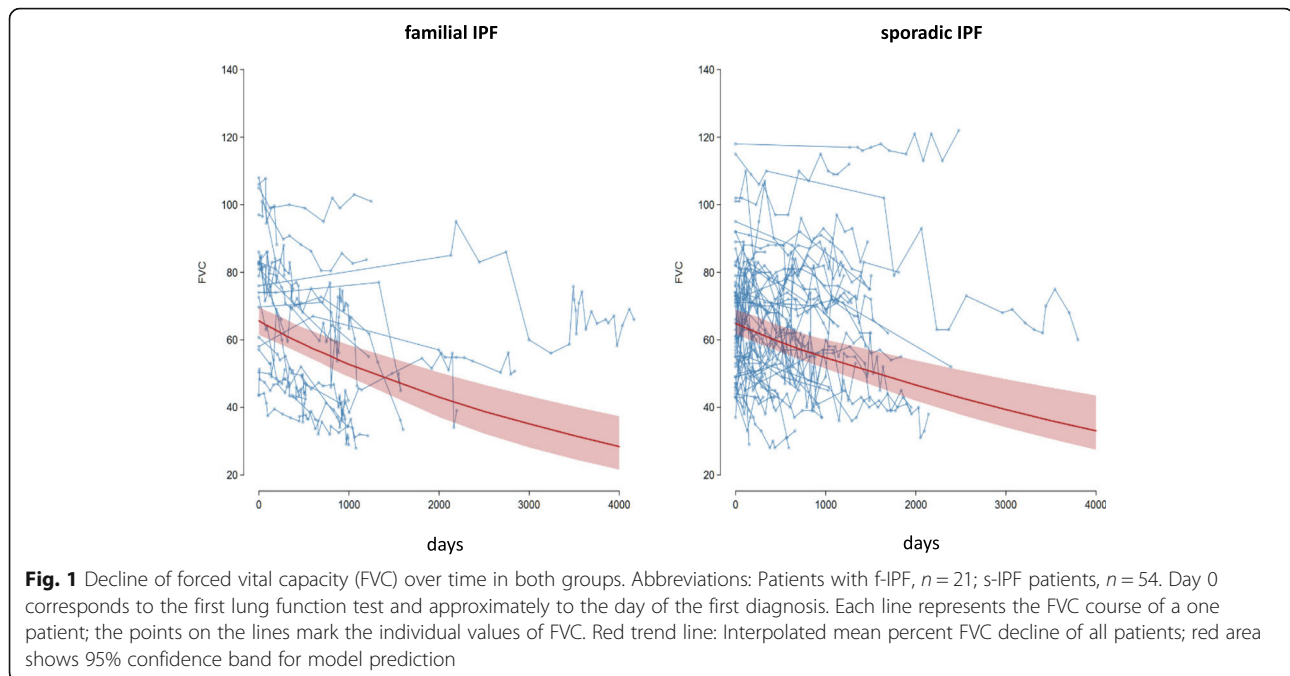 familial IPF
sporadic IPF
140
120
100
80
60
40
20
FVC
0
1000
2000
3000
4000
days
140
120
100
80
60
40
20
FVC
0
1000
2000
3000
4000
days
Fig. 1 Decline of forced vital capacity (FVC) over time in both groups. Abbreviations: Patients with f-IPF, n = 21; s-IPF patients, n = 54. Day 0
corresponds to the first lung function test and approximately to the day of the first diagnosis. Each line represents the FVC course of a one
patient; the points on the lines mark the individual values of FVC. Red trend line: Interpolated mean percent FVC decline of all patients; red area
shows 95% confidence band for model prediction